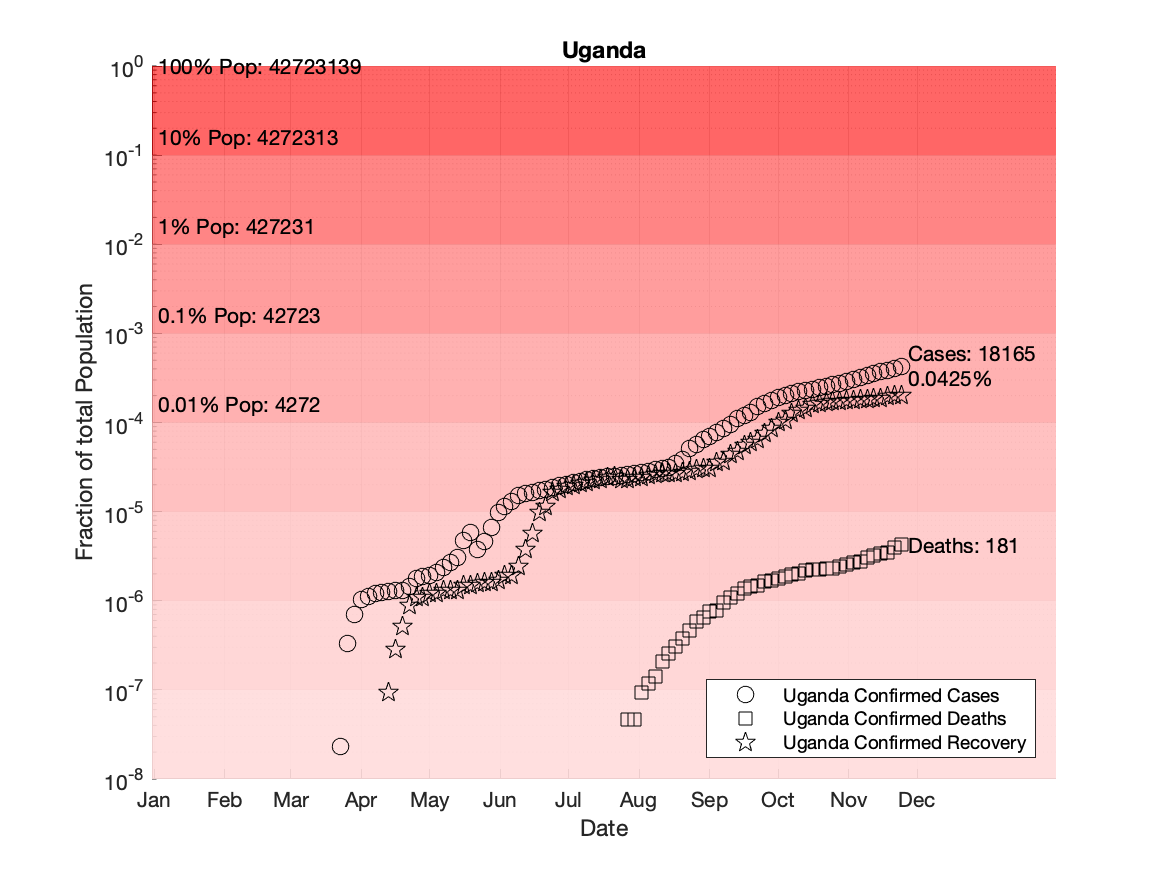 Uganda
10^0
100% Pop: 42723139
10% Pop: 4272313
10^-1
1% Pop: 427231
10^-2
0.1% Pop: 42723
10^-3
Cases: 18165
0.0425%
0.01% Pop: 4272
10^-4
10^-5
Deaths: 181
10^-6
10^-7
10^-8
Fraction of total Population
Uganda Confirmed Cases
Uganda Confirmed Deaths
Uganda Confirmed Recovery
Jan Feb Mar Apr May Jun Jul Aug Sep Oct Nov Dec
Date